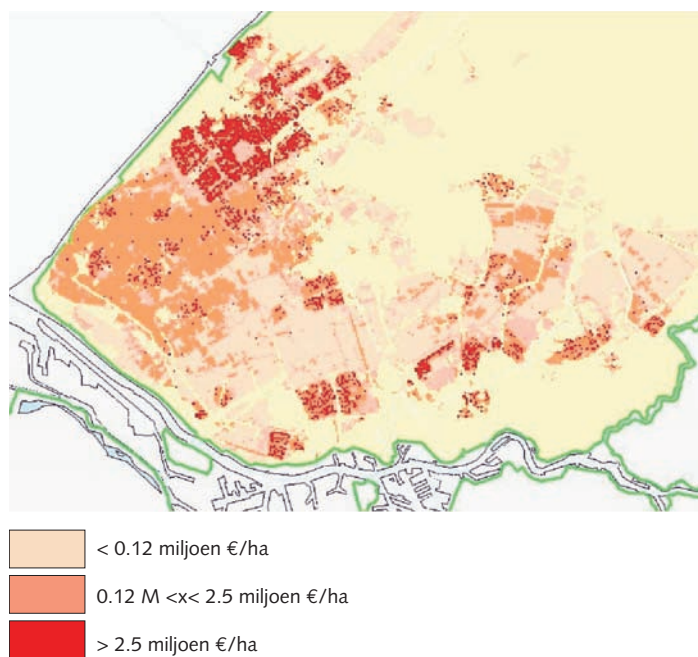 < 0.12 miljoen €/ha
0.12 M <x< 2.5 miljoen €/ha
> 2.5 miljoen €/ha